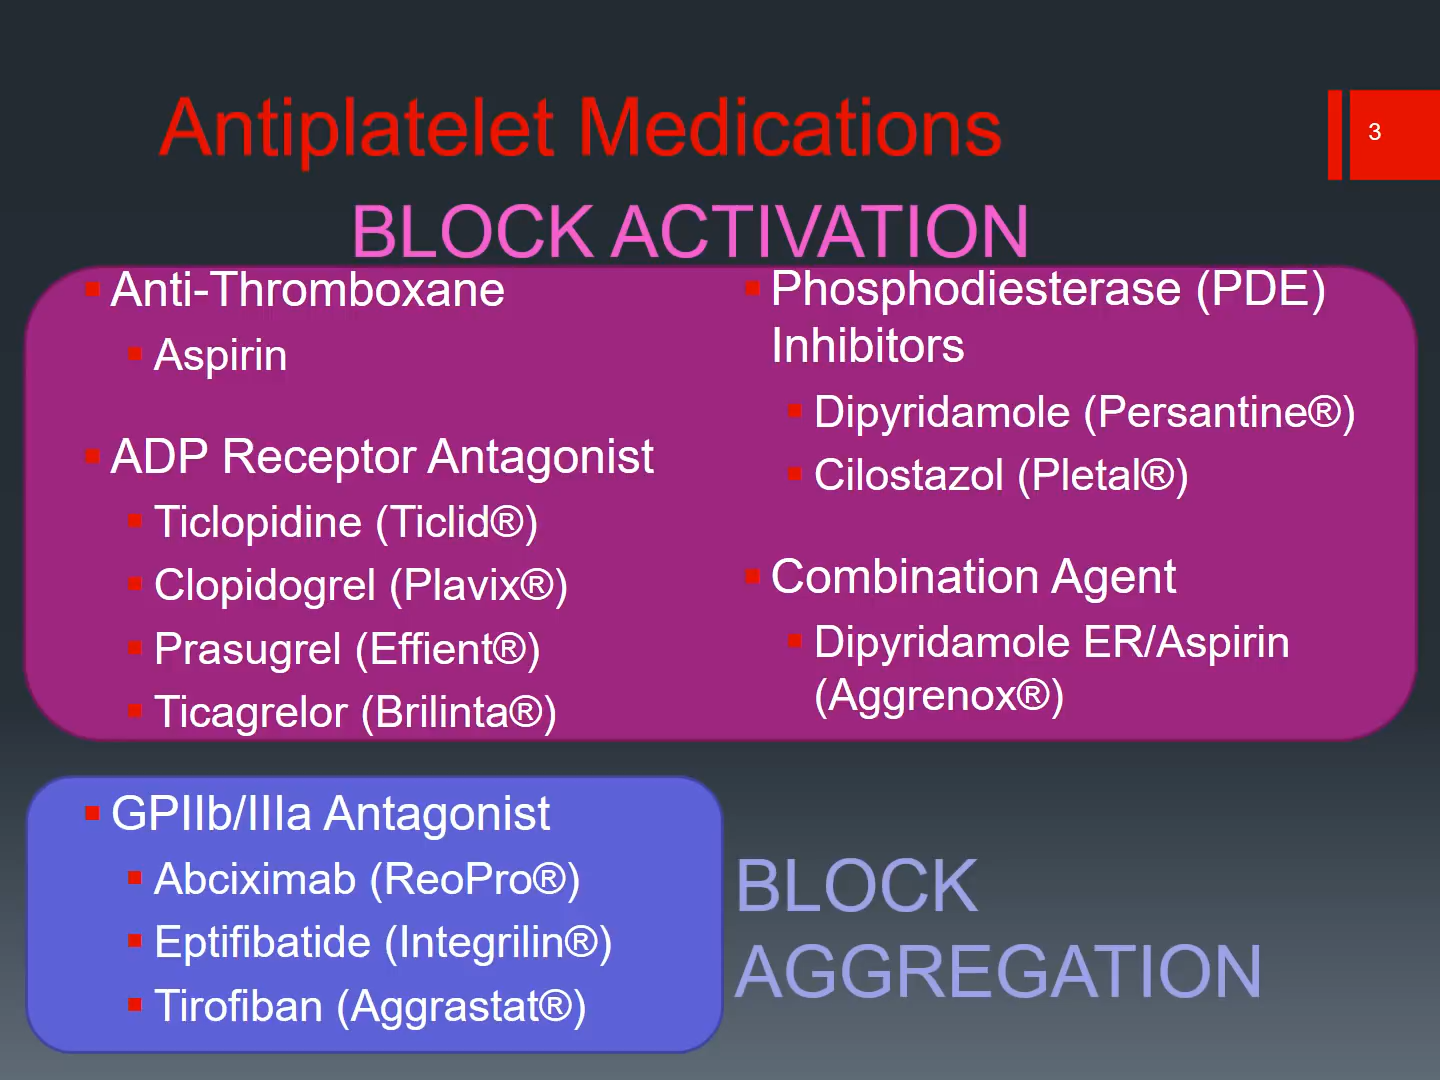 Antiplatelet Medications
3
BLOCK ACTIVATION
Anti-Thromboxane
Aspirin
ADP Receptor Antagonist
Ticlopidine (Ticlid®)
Clopidogrel (Plavix®)
Prasugrel (Effient®)
Ticagrelor (Brilinta®)
Phosphodiesterase (PDE)
Inhibitors
Dipyridamole (Persantine®)
Cilostazol (Pletal®)
Combination Agent
Dipyridamole ER/Aspirin
(Aggrenox®)
GPIIb/IIIa Antagonist
Abciximab (ReoPro®)
Eptifibatide (Integrilin®)
Tirofiban (Aggrastat®)
BLOCK
AGGREGATION